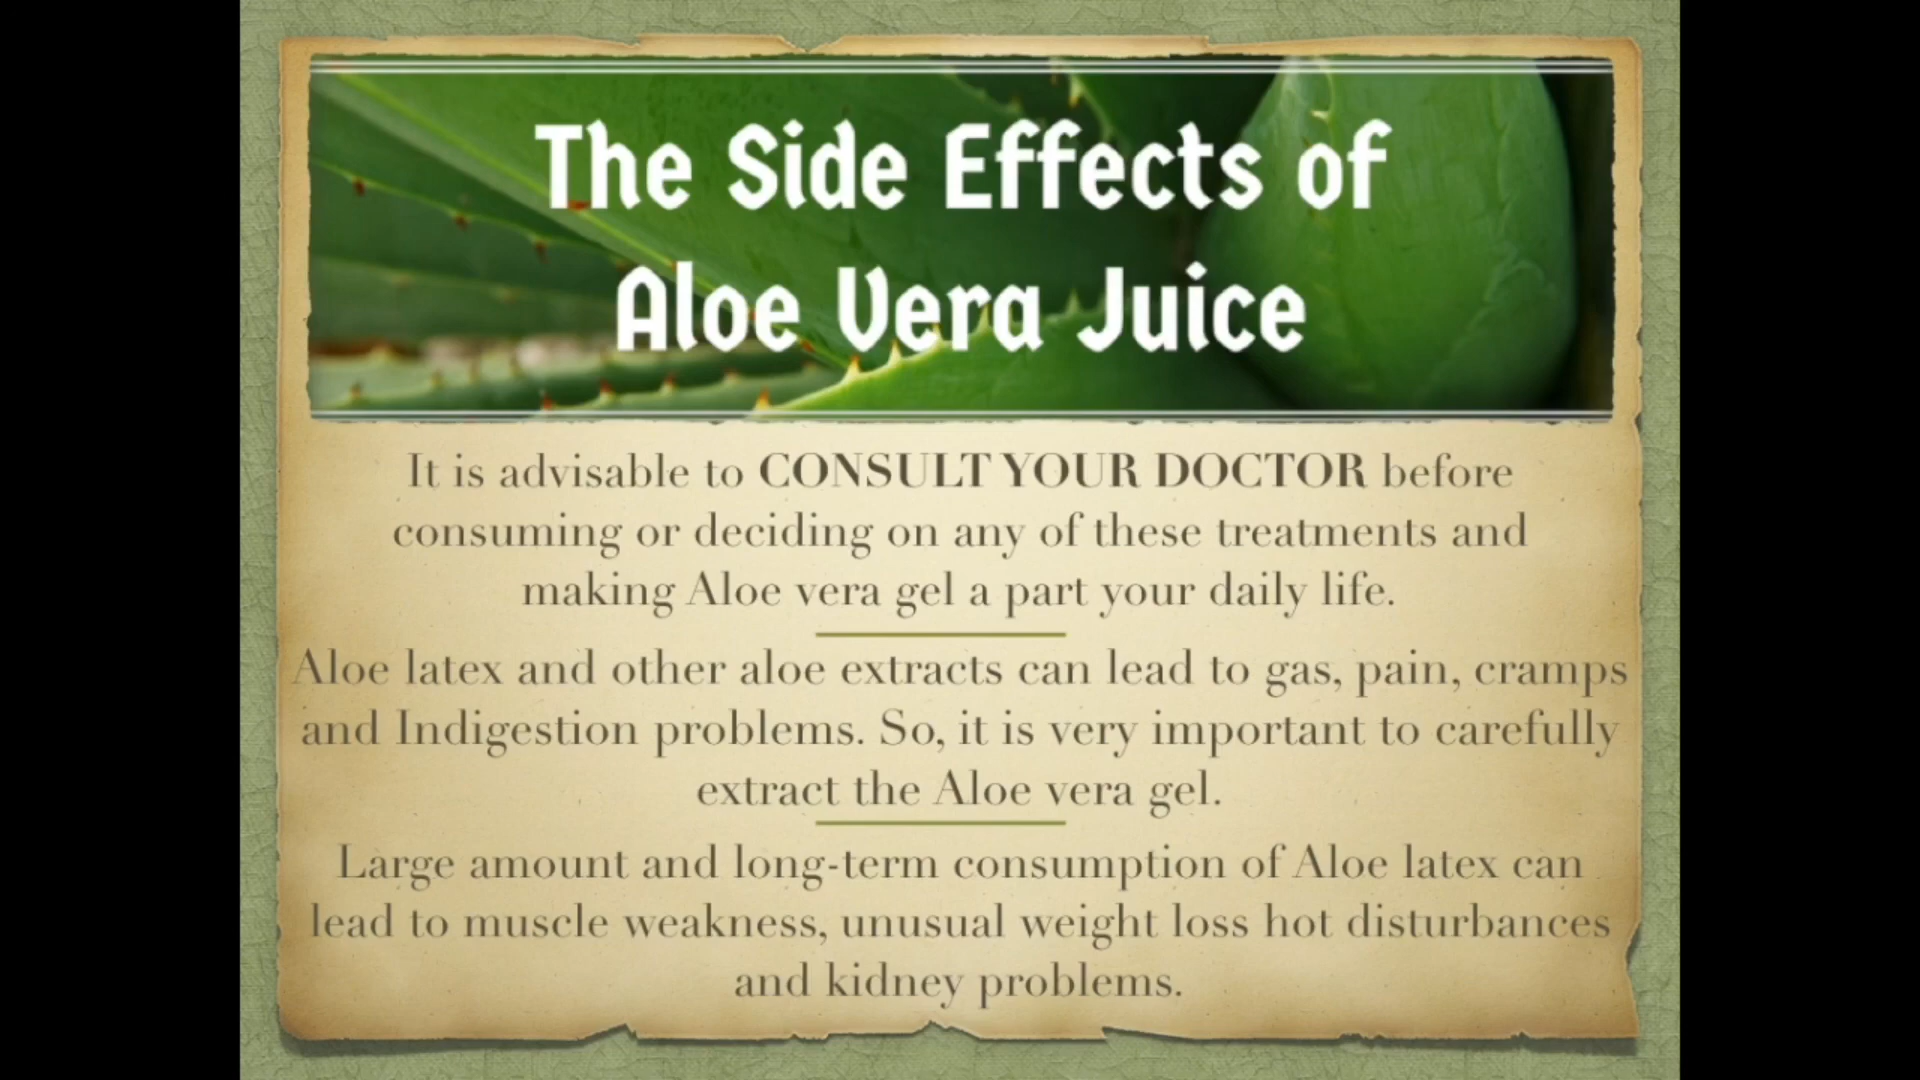 The Side Effects of
Aloe Vera Juice
It is advisable to CONSULT YOUR DOCTOR before
consuming or deciding on any of these treatments and
making Aloe vera gel a part your daily life.
Aloe latex and other aloe extracts can lead to gas, pain, cramps
and Indigestion problems. So, it is very important to carefully
extract the Aloe vera gel.
Large amount and long-term consumption of Aloe latex can
lead to muscle weakness, unusual weight loss hot disturbances
and kidney problems.